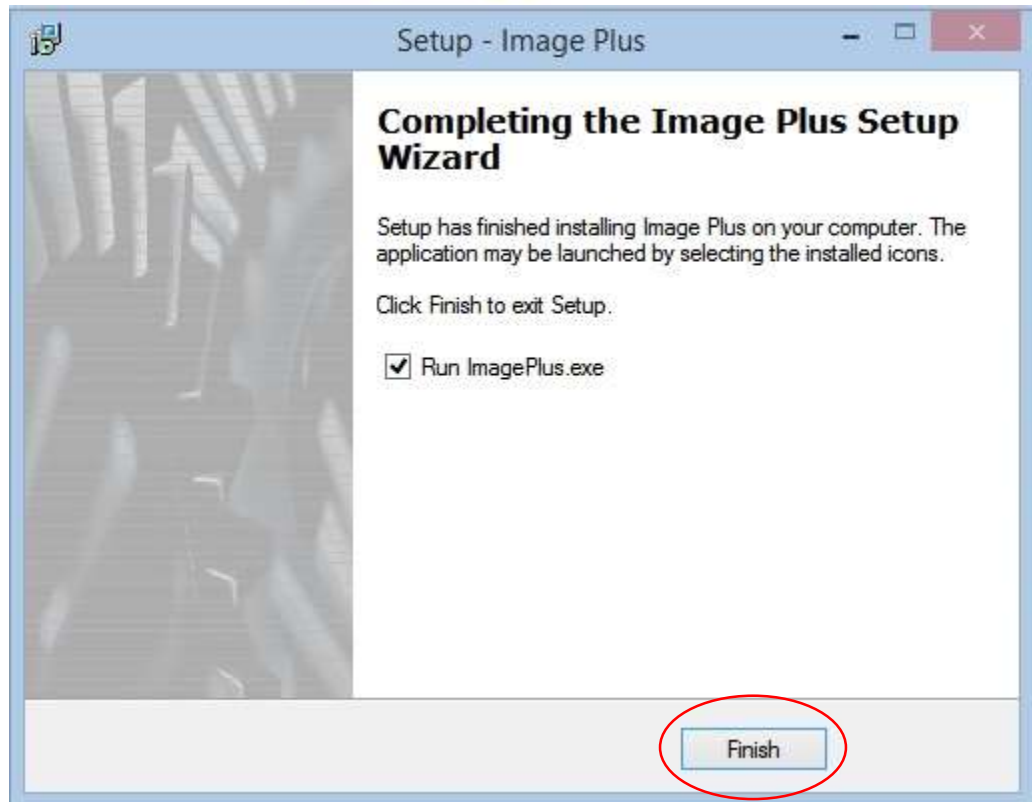 Setup - Image Plus
Completing the Image Plus Setup
Wizard
Setup has finished installing Image Plus on your computer. The
application may be launched by selecting the installed icons.
Click Finish to exit Setup.
Run ImagePlus.exe
Finish